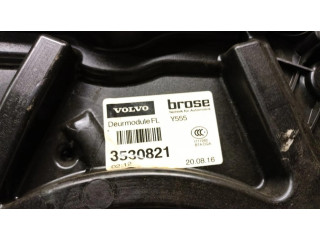 VOLVO
brose
Deurmodule FL
Y555
3530821
20.08.16